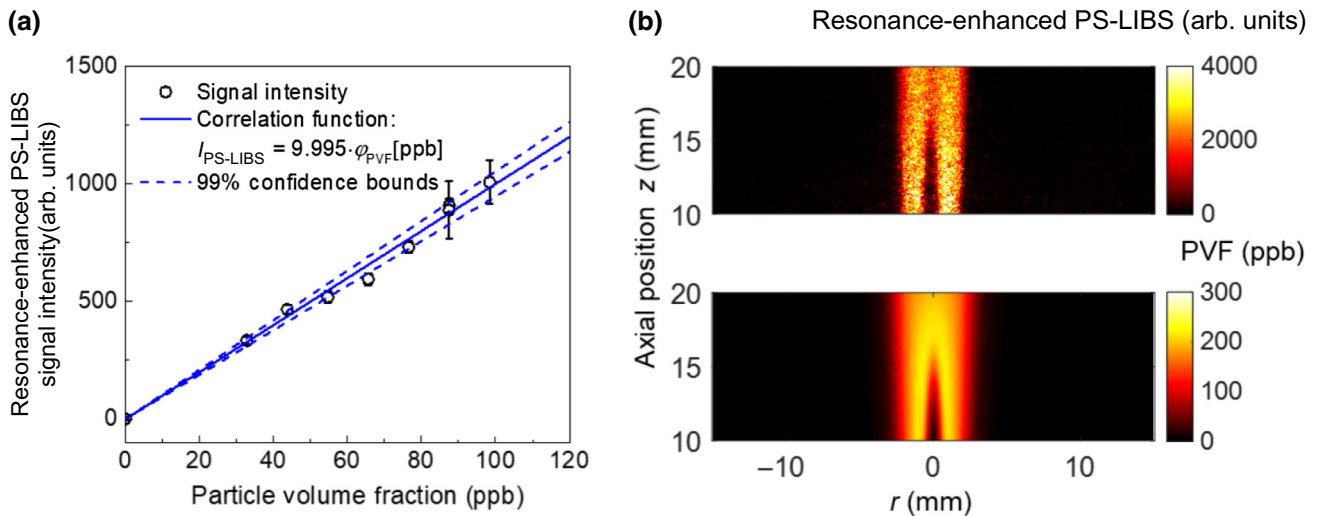 (a)
1500
1000
500
0
Resonance-enhanced PS-LIBS
signal intensity(arb. units)
Signal intensity
Correlation function:
I_PS-LIBS = 9.995·φ_PVF[ppb]
99% confidence bounds
0 20 40 60 80 100 120
Particle volume fraction (ppb)
(b)
Resonance-enhanced PS-LIBS (arb. units)
20
15
10
4000
2000
0
Axial position z (mm)
PVF (ppb)
20
15
10
300
200
100
0
−10 0 10
r (mm)